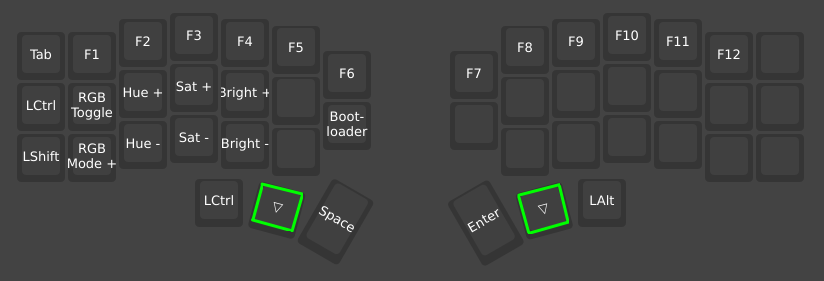 Tab F1 F2 F3 F4 F5 F6 F7 F8 F9 F10 F11 F12
LCtrl RGB Toggle Hue + Sat + Bright + Boot-loader
LShift RGB Mode + Hue - Sat - Bright -
LCtrl ▽ Space Enter ▽ LAlt